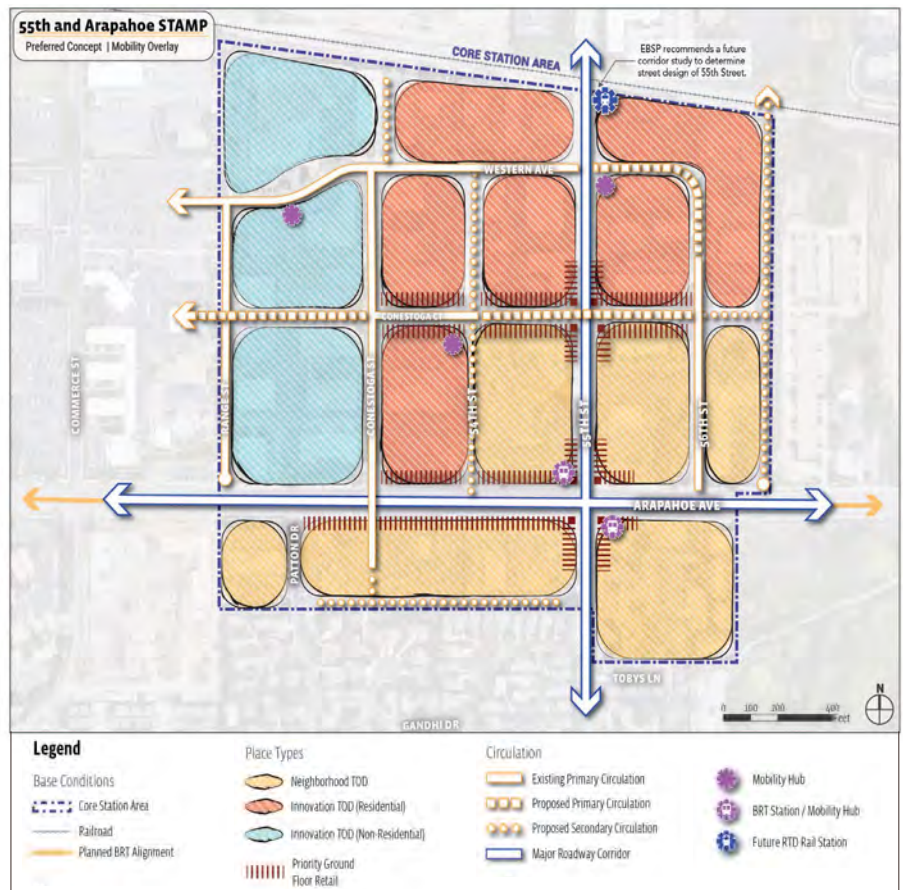 55th and Arapahoe STAMP
Preferred Concept | Mobility Overlay
CORE STATION AREA
EBSP recommends a future
corridor study to determine
street design of 55th Street.
WESTERN AVE
CONESTOGA CT
COMMERCE ST
RANGE ST
CONESTOGA ST
54TH ST
55TH ST
56TH ST
ARAPAHOE AVE
PATTON DR
TOBYS LN
GANDHI DR
N
0 100 200 400
Feet
Legend
Base Conditions
Core Station Area
Railroad
Planned BRT Alignment
Place Types
Neighborhood TOD
Innovation TOD (Residential)
Innovation TOD (Non-Residential)
Priority Ground
Floor Retail
Circulation
Existing Primary Circulation
Proposed Primary Circulation
Proposed Secondary Circulation
Major Roadway Corridor
Mobility Hub
BRT Station / Mobility Hub
Future RTD Rail Station